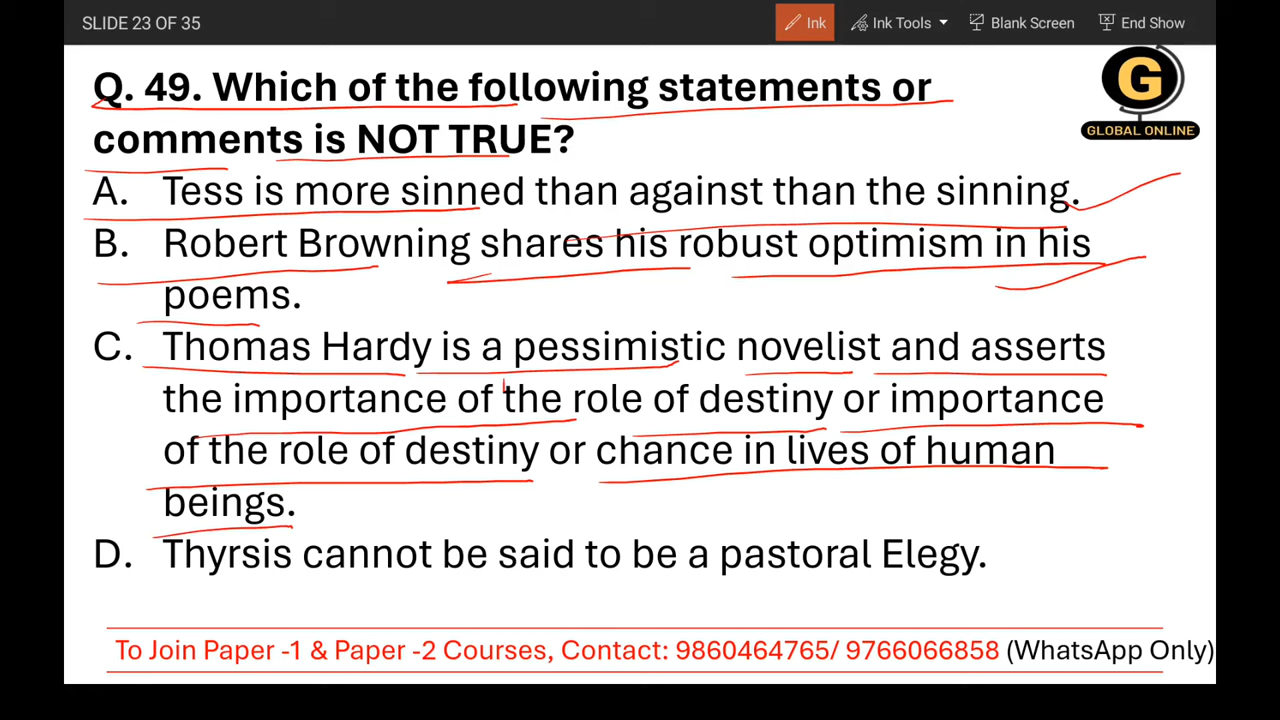 SLIDE 23 OF 35
Ink
Ink Tools
Blank Screen
End Show
Q. 49. Which of the following statements or
comments is NOT TRUE?
G
GLOBAL ONLINE
A. Tess is more sinned than against than the sinning.
B. Robert Browning shares his robust optimism in his
poems.
C. Thomas Hardy is a pessimistic novelist and asserts
the importance of the role of destiny or importance
of the role of destiny or chance in lives of human
beings.
D. Thyrsis cannot be said to be a pastoral Elegy.
To Join Paper -1 & Paper -2 Courses, Contact: 9860464765/ 9766066858 (WhatsApp Only)